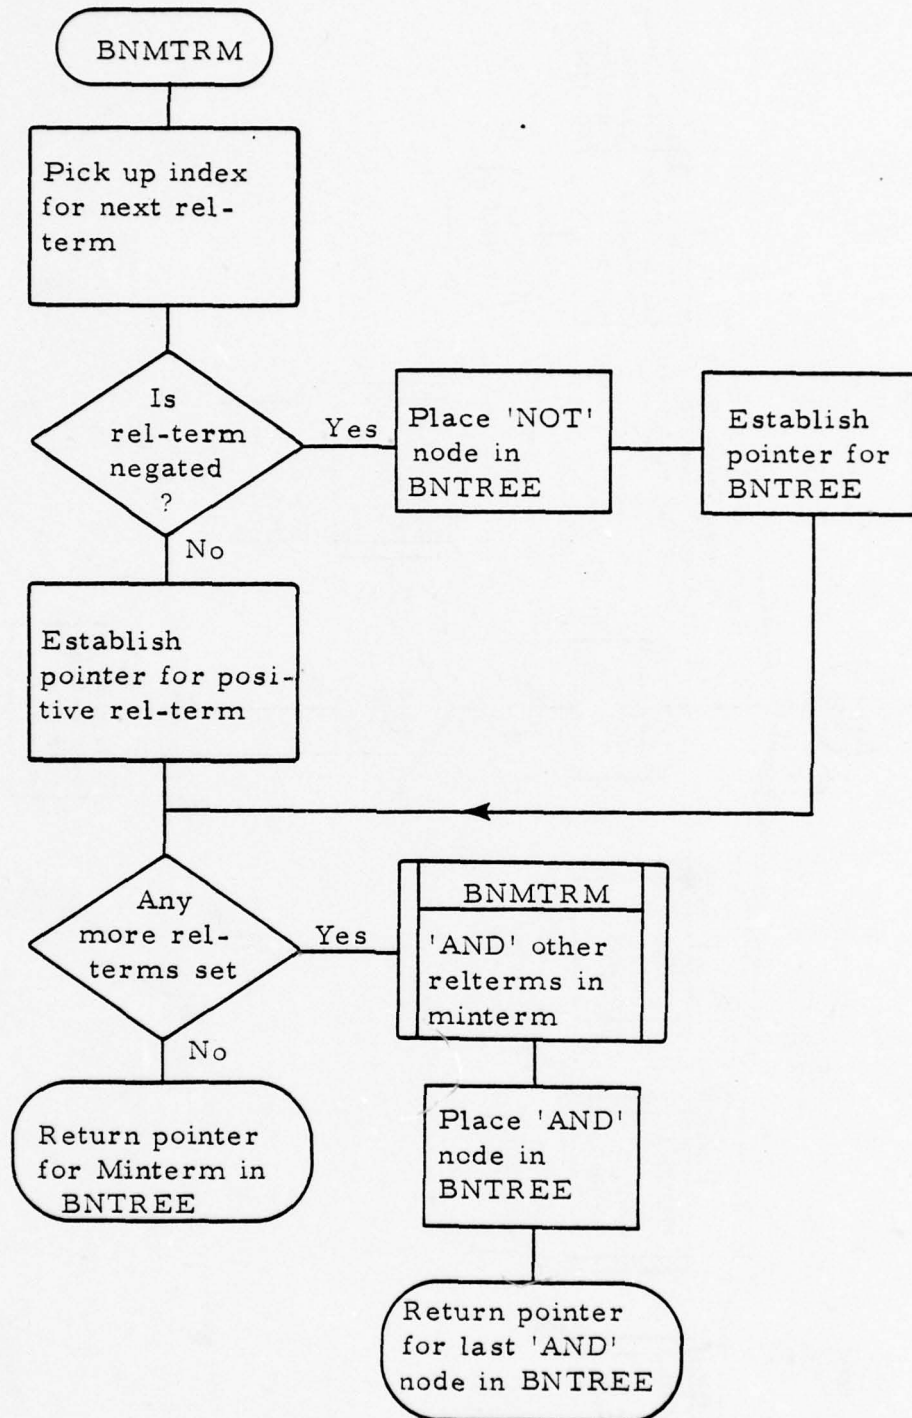 BNMTRM
Pick up index
for next rel-
term
Is
rel-term
negated
?
Yes
Place 'NOT'
node in
BNTREE
Establish
pointer for
BNTREE
No
Establish
pointer for posi-
tive rel-term
Any
more rel-
terms set
Yes
BNMTRM
'AND' other
relterms in
minterm
No
Return pointer
for Minterm in
BNTREE
Place 'AND'
node in
BNTREE
Return pointer
for last 'AND'
node in BNTREE